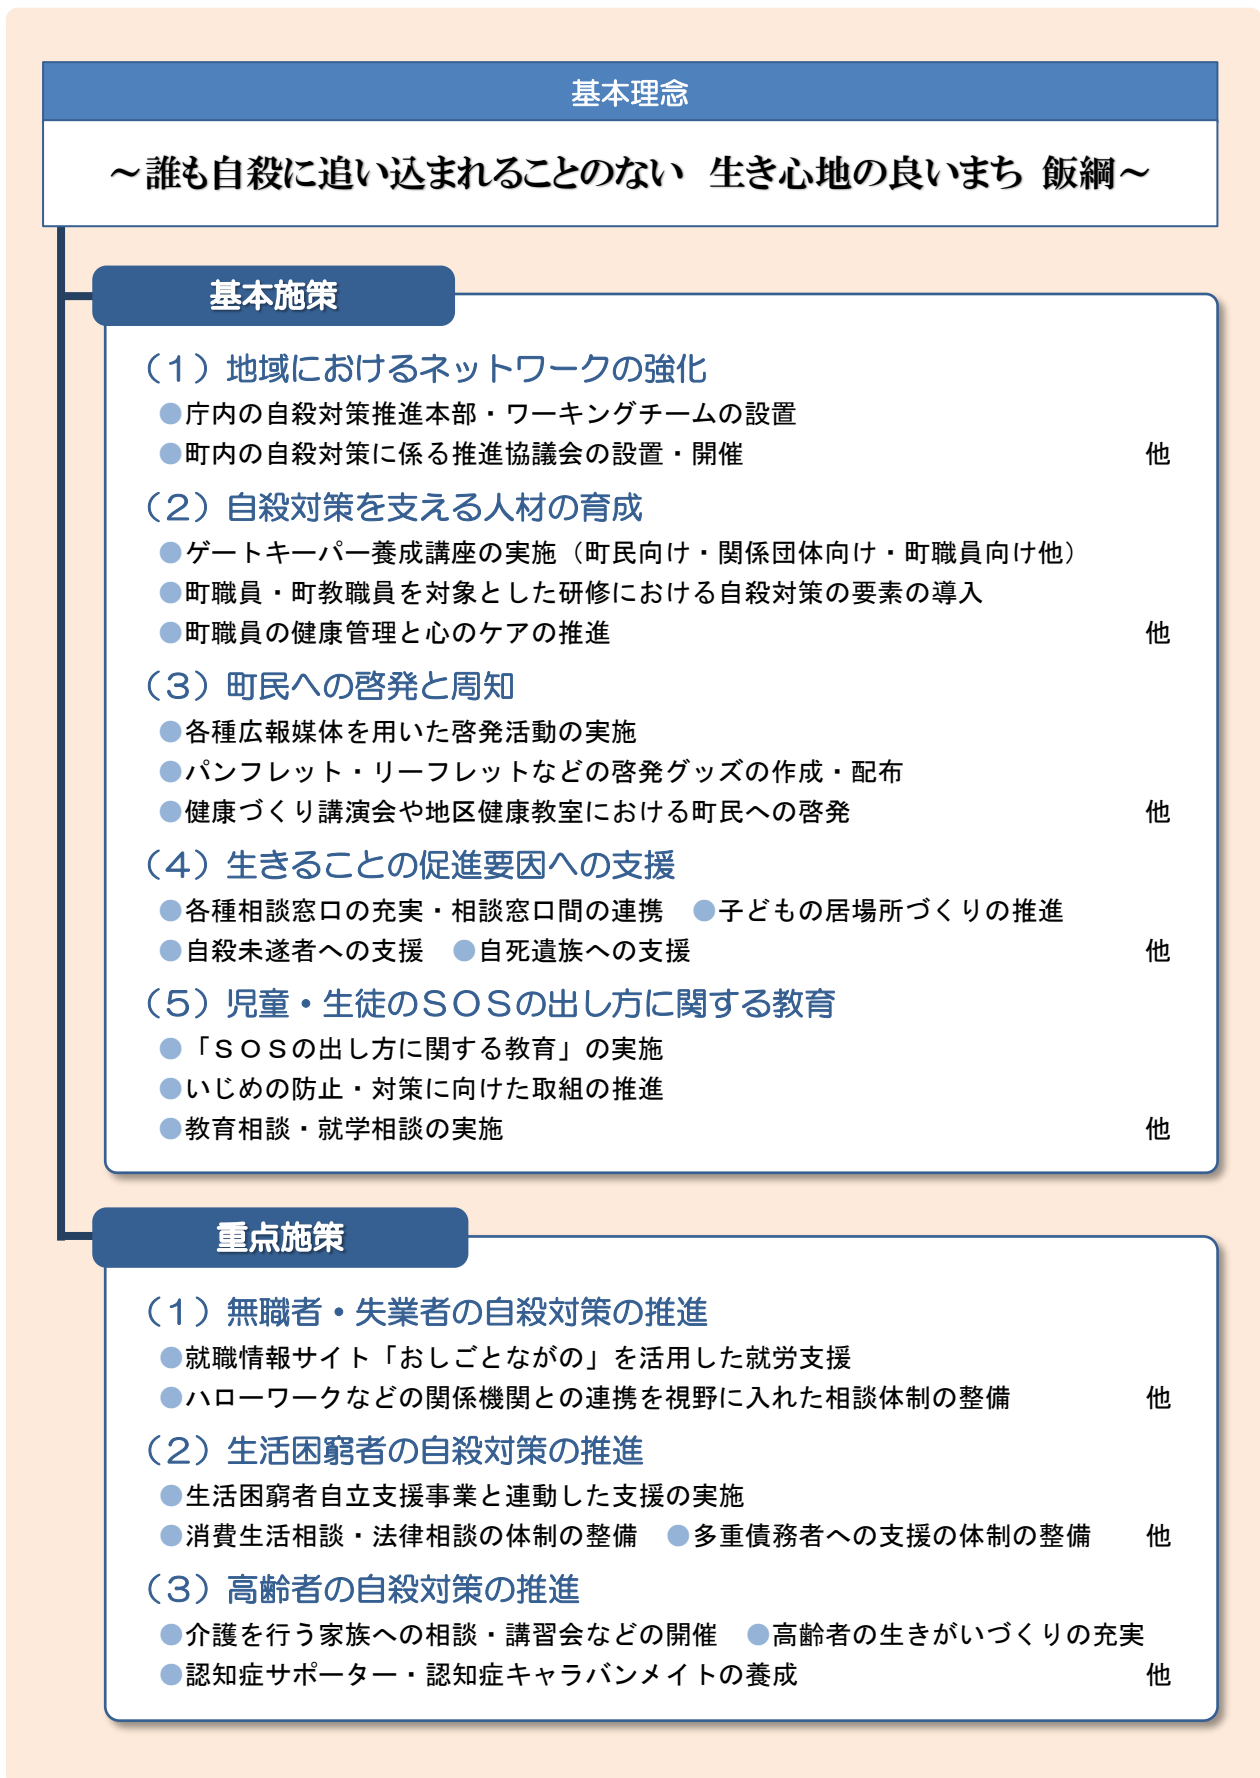 基本理念
～誰も自殺に追い込まれることのない　生き心地の良いまち　飯綱～
基本施策
（１）地域におけるネットワークの強化
●庁内の自殺対策推進本部・ワーキングチームの設置
●町内の自殺対策に係る推進協議会の設置・開催　他
（２）自殺対策を支える人材の育成
●ゲートキーパー養成講座の実施（町民向け・関係団体向け・町職員向け他）
●町職員・町教職員を対象とした研修における自殺対策の要素の導入
●町職員の健康管理と心のケアの推進　他
（３）町民への啓発と周知
●各種広報媒体を用いた啓発活動の実施
●パンフレット・リーフレットなどの啓発グッズの作成・配布
●健康づくり講演会や地区健康教室における町民への啓発　他
（４）生きることの促進要因への支援
●各種相談窓口の充実・相談窓口間の連携　●子どもの居場所づくりの推進
●自殺未遂者への支援　●自死遺族への支援　他
（５）児童・生徒のＳＯＳの出し方に関する教育
●「ＳＯＳの出し方に関する教育」の実施
●いじめの防止・対策に向けた取組の推進
●教育相談・就学相談の実施　他
重点施策
（１）無職者・失業者の自殺対策の推進
●就職情報サイト「おしごとながの」を活用した就労支援
●ハローワークなどの関係機関との連携を視野に入れた相談体制の整備　他
（２）生活困窮者の自殺対策の推進
●生活困窮者自立支援事業と連動した支援の実施
●消費生活相談・法律相談の体制の整備　●多重債務者への支援の体制の整備　他
（３）高齢者の自殺対策の推進
●介護を行う家族への相談・講習会などの開催　●高齢者の生きがいづくりの充実
●認知症サポーター・認知症キャラバンメイトの養成　他